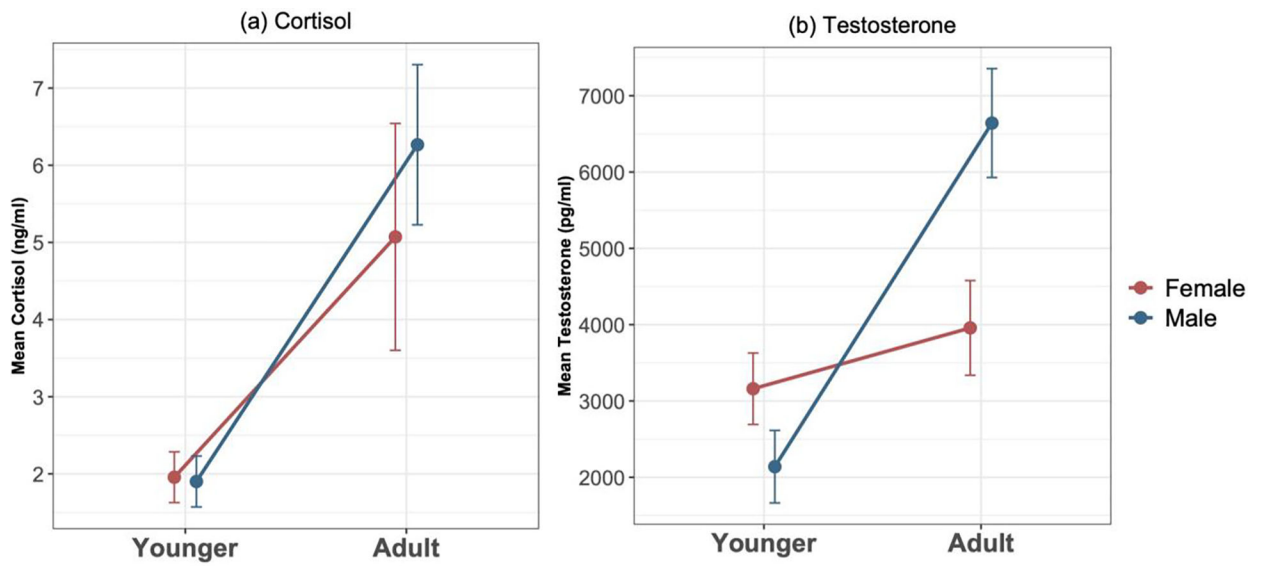 (a) Cortisol
Mean Cortisol (ng/ml)
7
6
5
4
3
2
Younger
Adult
(b) Testosterone
Mean Testosterone (pg/ml)
7000
6000
5000
4000
3000
2000
Younger
Adult
Female
Male